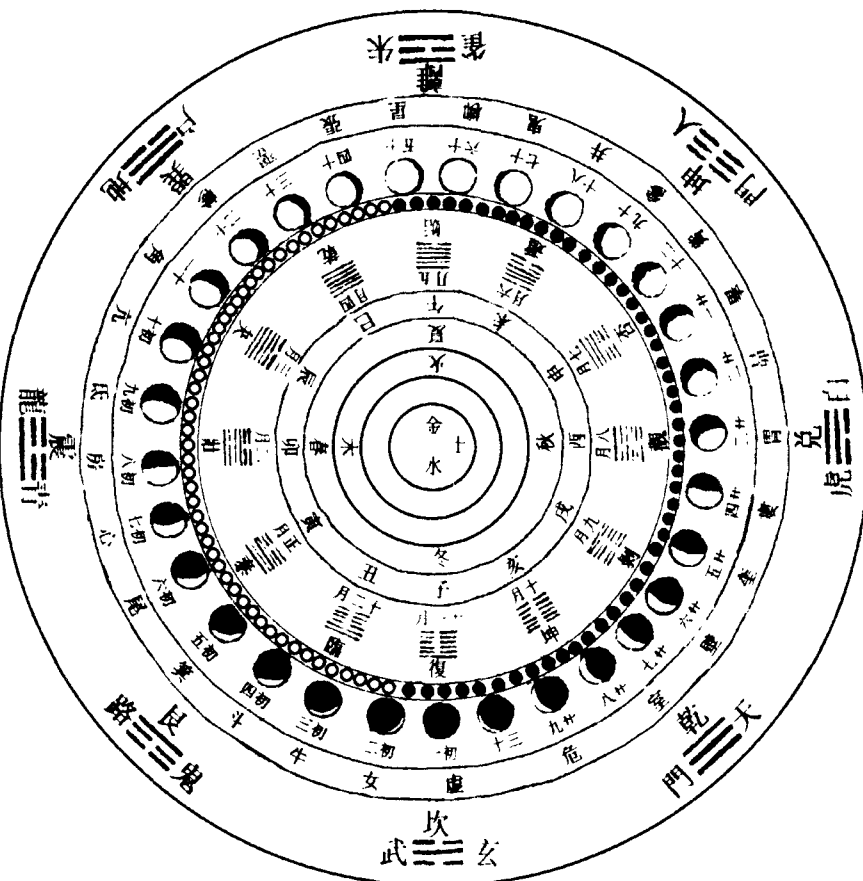 朱雀
離
人門
坤
白虎
兌
天門
乾
玄武
坎
鬼路
艮
青龍
震
地户
巽
星 柳 鬼 井 參 觜 畢 昴 胃 婁 奎 壁 室 危 虛 女 牛 斗 箕 尾 心 房 氐 亢 角 軫 翼 張
初一 初二 初三 初四 初五 初六 初七 初八 初九 初十 十一 十二 十三 十四 十五 十六 十七 十八 十九 二十 廿一 廿二 廿三 廿四 廿五 廿六 廿七 廿八 廿九 三十
復 十一月
臨 十二月
泰 正月
壯 二月
夬 三月
乾 四月
姤 五月
遯 六月
否 七月
觀 八月
剝 九月
坤 十月
子 丑 寅 卯 辰 巳 午 未 申 酉 戌 亥
春 夏 秋 冬
火
木
金
土
水